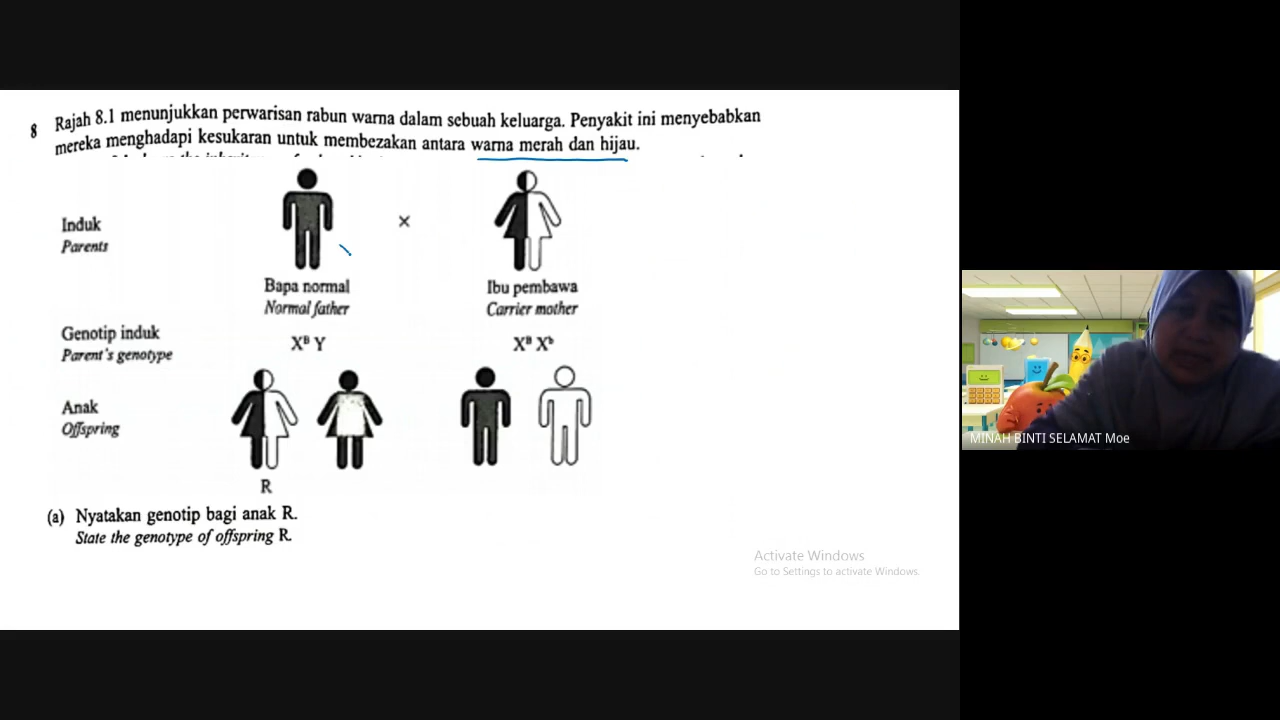 8 Rajah 8.1 menunjukkan perwarisan rabun warna dalam sebuah keluarga. Penyakit ini menyebabkan
mereka menghadapi kesukaran untuk membezakan antara warna merah dan hijau.
Induk
Parents
×
Bapa normal
Normal father
Ibu pembawa
Carrier mother
Genotip induk
Parent's genotype
Xᴮ Y
Xᴮ Xᵇ
Anak
Offspring
R
(a) Nyatakan genotip bagi anak R.
State the genotype of offspring R.
Activate Windows
Go to Settings to activate Windows.
MINAH BINTI SELAMAT Moe